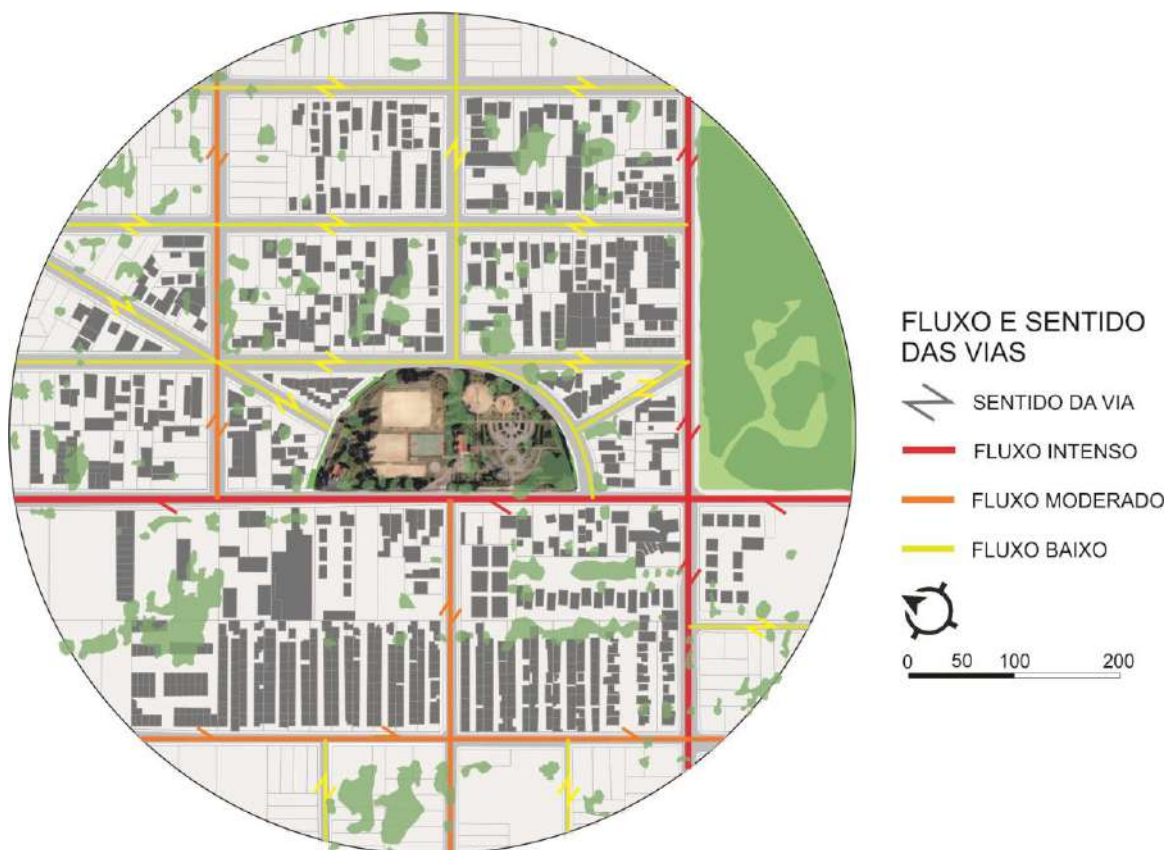 FLUXO E SENTIDO
DAS VIAS
SENTIDO DA VIA
FLUXO INTENSO
FLUXO MODERADO
FLUXO BAIXO
0 50 100 200